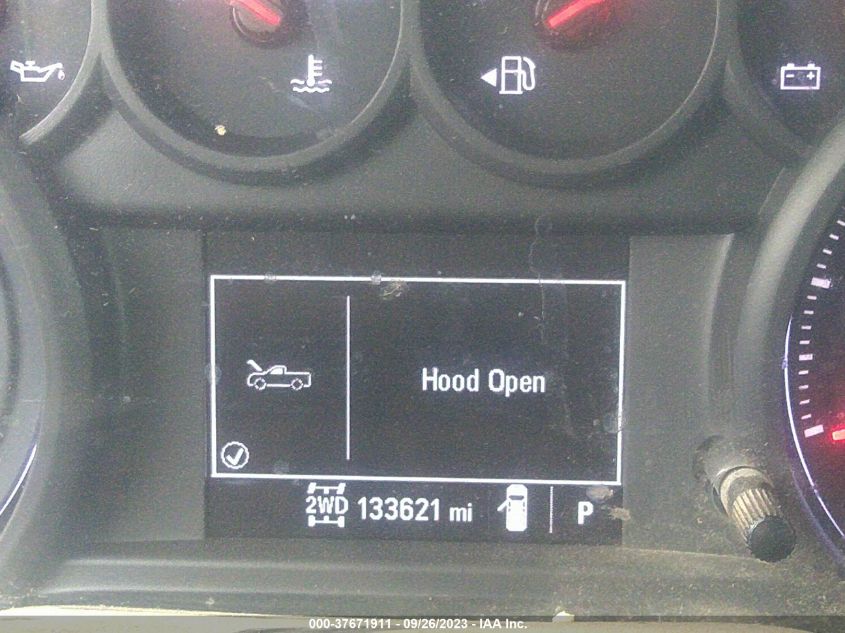 Hood Open
2WD 133621 mi P
000-37671911 - 09/26/2023 - IAA Inc.